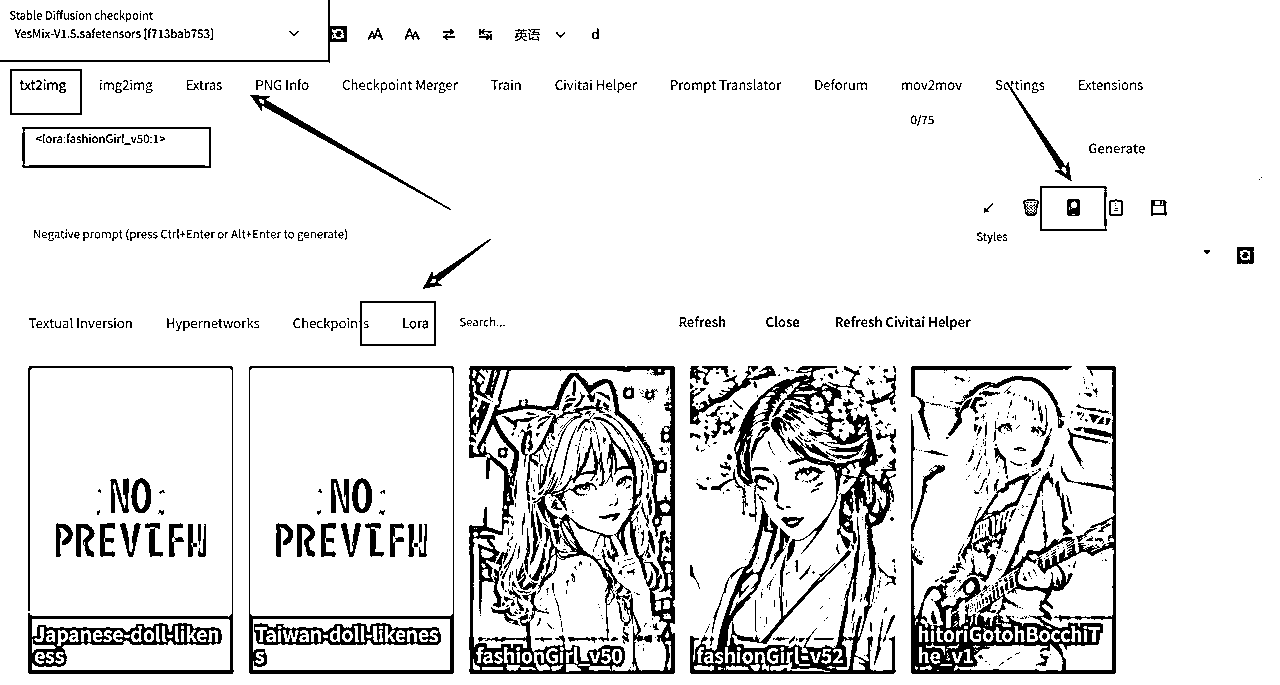 Stable Diffusion checkpoint
YesMix-V1.5.safetensors [f713bab753]
英语
d
txt2img img2img Extras PNG Info Checkpoint Merger Train Civitai Helper Prompt Translator Deforum mov2mov Settings Extensions
0/75
<lora:fashionGirl_v50:1>
Generate
Negative prompt (press Ctrl+Enter or Alt+Enter to generate)
Styles
Textual Inversion Hypernetworks Checkpoints Lora Search... Refresh Close Refresh Civitai Helper
NO
PREVIEW
NO
PREVIEW
Japanese-doll-liken
ess
Taiwan-doll-likenes
s
fashionGirl_v50
fashionGirl-v52
hitoriGotohBocchiT
he_v1